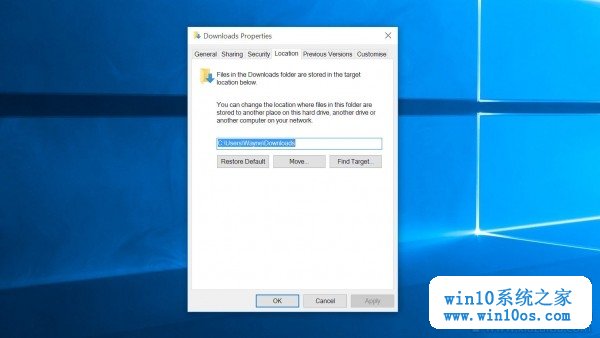 Downloads Properties
General Sharing Security Location Previous Versions Customise
Files in the Downloads folder are stored in the target
location below.
You can change the location where files in this folder are
stored to another place on this hard drive, another drive or
another computer on your network.
C:\Users\Wayne\Downloads
Restore Default Move... Find Target...
OK Cancel Apply
win10系统之家
www.win10os.com